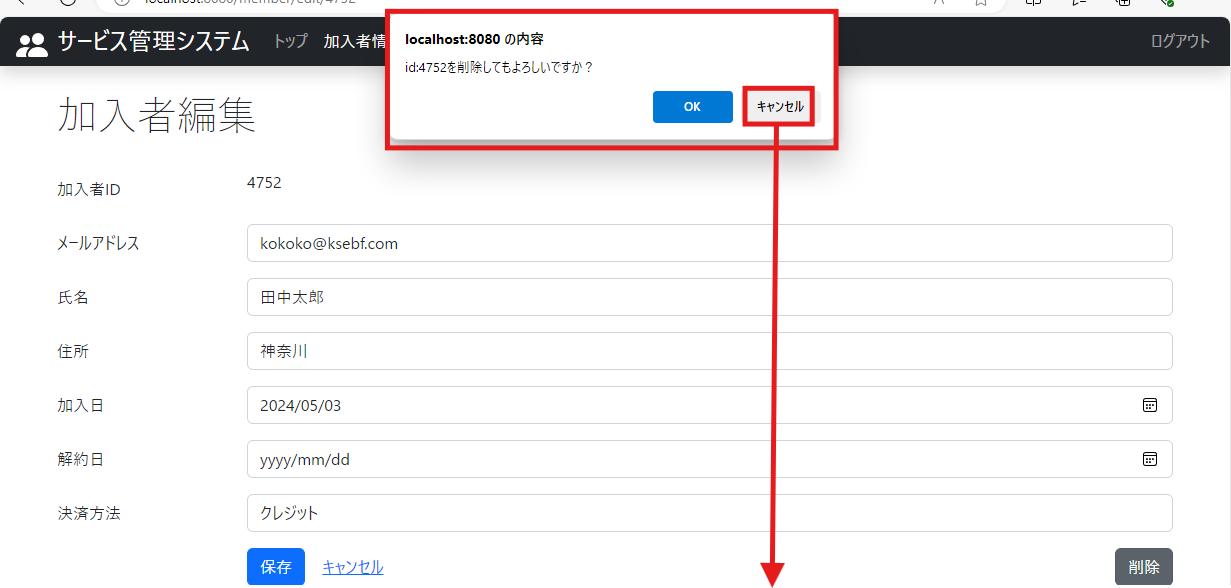 localhost:8080/member/edit/4752
サービス管理システム トップ 加入者情
ログアウト
localhost:8080 の内容
id:4752を削除してもよろしいですか？
OK キャンセル
加入者編集
加入者ID 4752
メールアドレス kokoko@ksebf.com
氏名 田中太郎
住所 神奈川
加入日 2024/05/03
解約日 yyyy/mm/dd
決済方法 クレジット
保存 キャンセル 削除